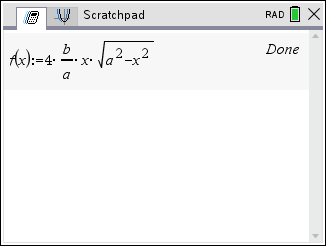 Scratchpad RAD
f(x):=4·b/a·x·√(a²−x²) Done